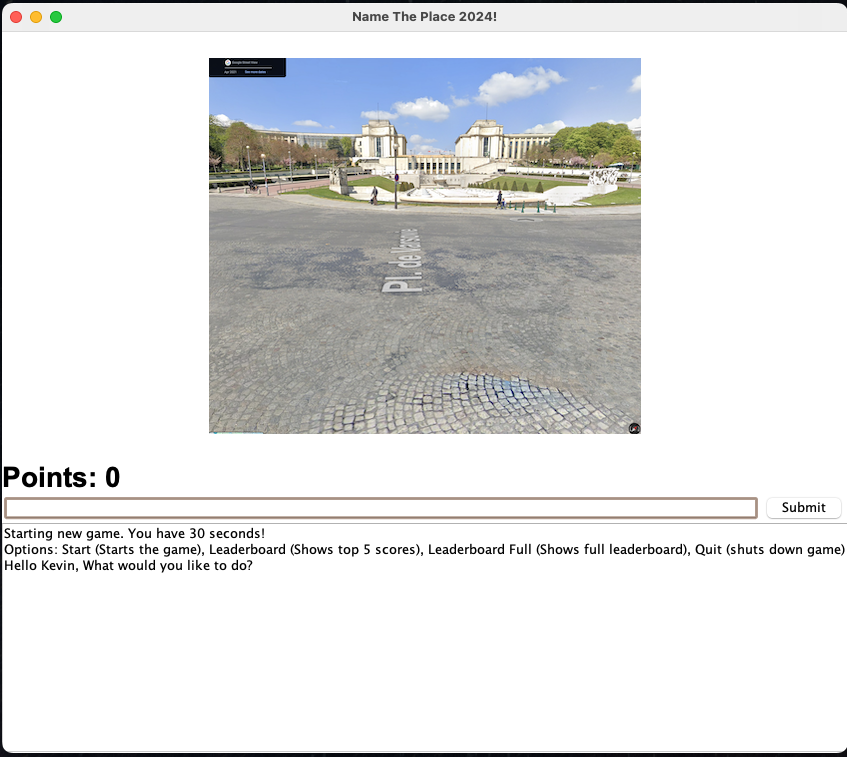 Name The Place 2024!
Google Street View
Apr 2021 See more dates
Pl. de Varsovie
Points: 0
Submit
Starting new game. You have 30 seconds!
Options: Start (Starts the game), Leaderboard (Shows top 5 scores), Leaderboard Full (Shows full leaderboard), Quit (shuts down game)
Hello Kevin, What would you like to do?